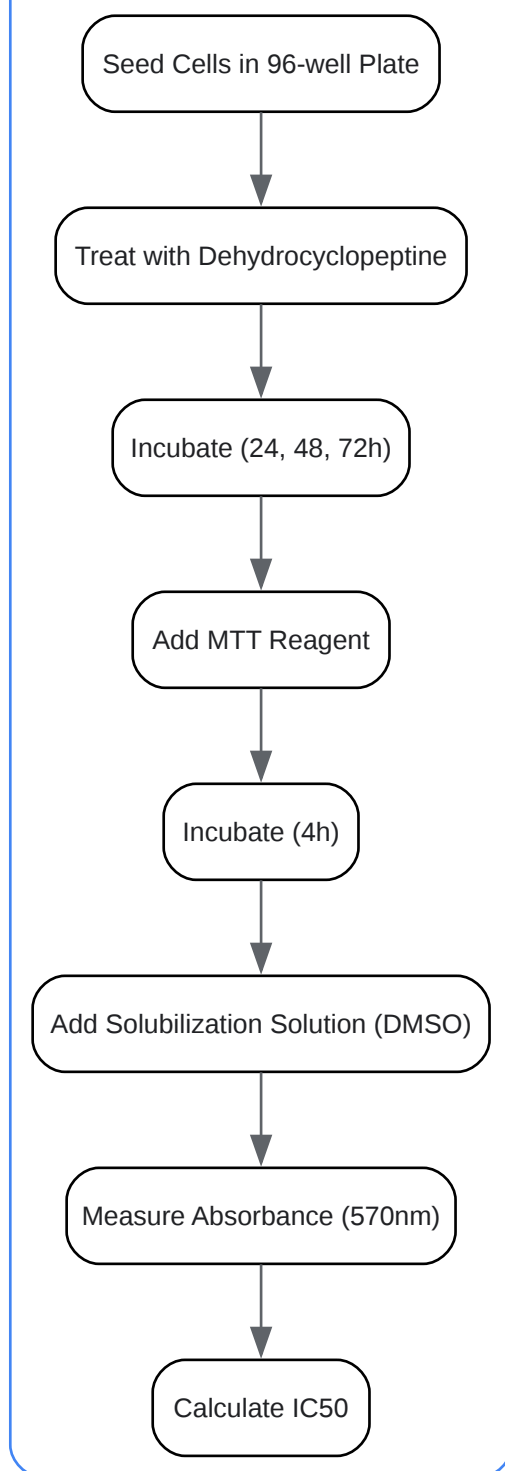 Seed Cells in 96-well Plate
Treat with Dehydrocyclopeptine
Incubate (24, 48, 72h)
Add MTT Reagent
Incubate (4h)
Add Solubilization Solution (DMSO)
Measure Absorbance (570nm)
Calculate IC50